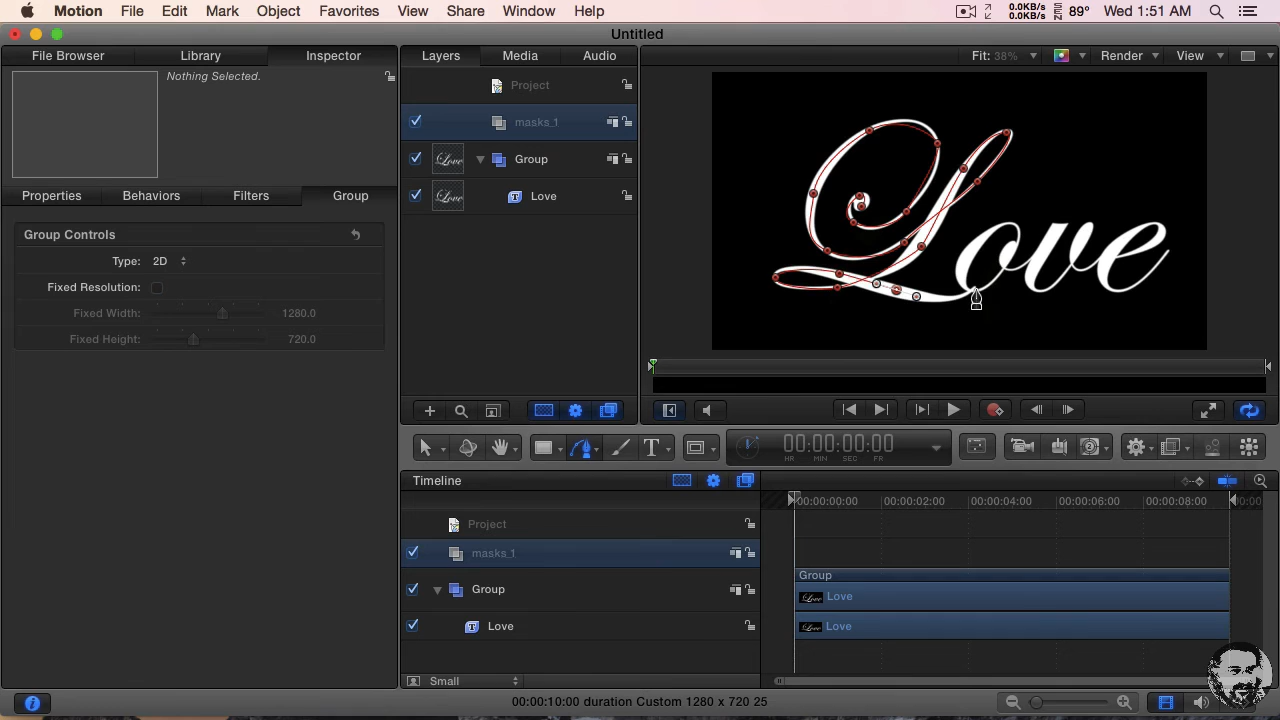 Motion File Edit Mark Object Favorites View Share Window Help 0.0KB/s 0.0KB/s SEN 89° Wed 1:51 AM
Untitled
File Browser Library Inspector Layers Media Audio Fit: 38% Render View
Nothing Selected.
Project
masks_1
Group
Love
Properties Behaviors Filters Group
Group Controls
Type: 2D
Fixed Resolution:
Fixed Width: 1280.0
Fixed Height: 720.0
Love
00:00:00:00
HR MIN SEC FR
Timeline
00:00:00:00 00:00:02:00 00:00:04:00 00:00:06:00 00:00:08:00
Project
masks_1
Group
Group
Love
Love
Love
Small
00:00:10:00 duration Custom 1280 x 720 25